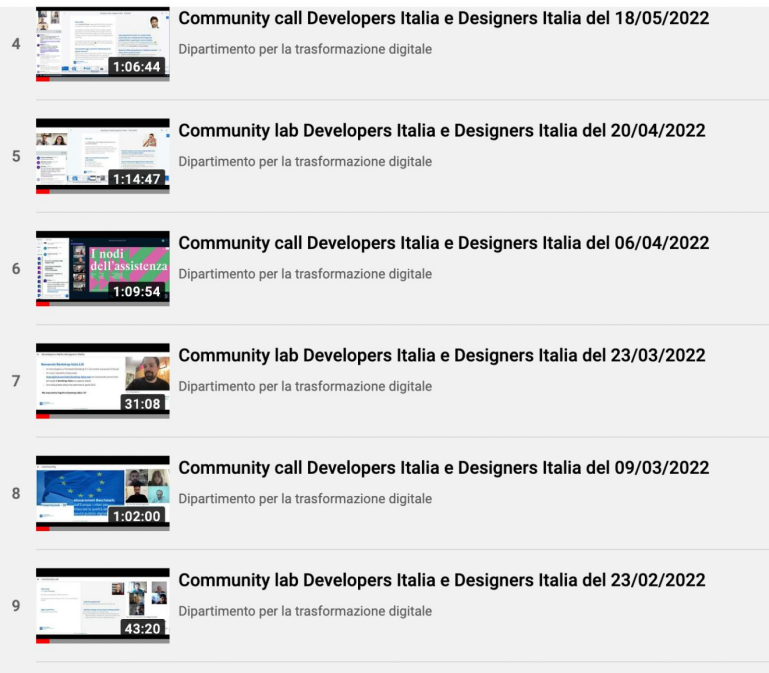 4
Community call Developers Italia e Designers Italia del 18/05/2022
Dipartimento per la trasformazione digitale
1:06:44
5
Community lab Developers Italia e Designers Italia del 20/04/2022
Dipartimento per la trasformazione digitale
1:14:47
6
Community call Developers Italia e Designers Italia del 06/04/2022
Dipartimento per la trasformazione digitale
I nodi
dell'assistenza
1:09:54
7
Community lab Developers Italia e Designers Italia del 23/03/2022
Dipartimento per la trasformazione digitale
31:08
8
Community call Developers Italia e Designers Italia del 09/03/2022
Dipartimento per la trasformazione digitale
1:02:00
9
Community lab Developers Italia e Designers Italia del 23/02/2022
Dipartimento per la trasformazione digitale
43:20